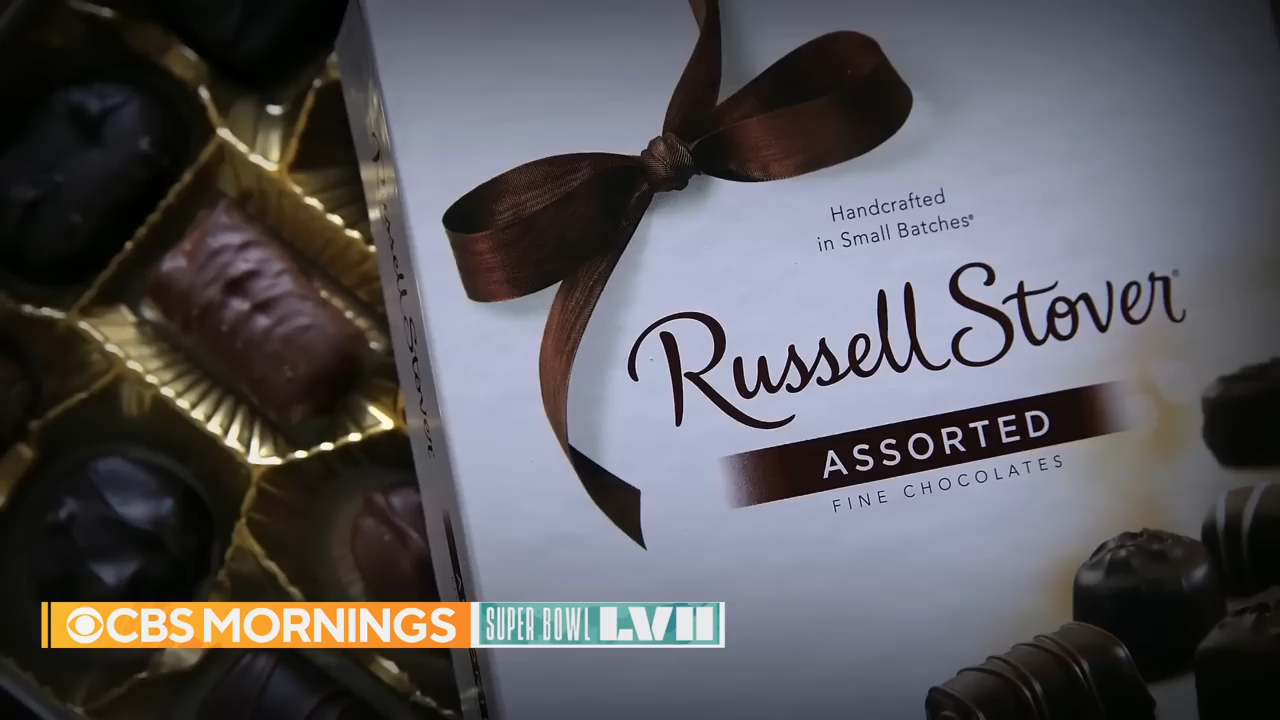 Handcrafted
in Small Batches®
Russell Stover®
ASSORTED
FINE CHOCOLATES
Russell Stover
CBS MORNINGS
SUPER BOWL LVII